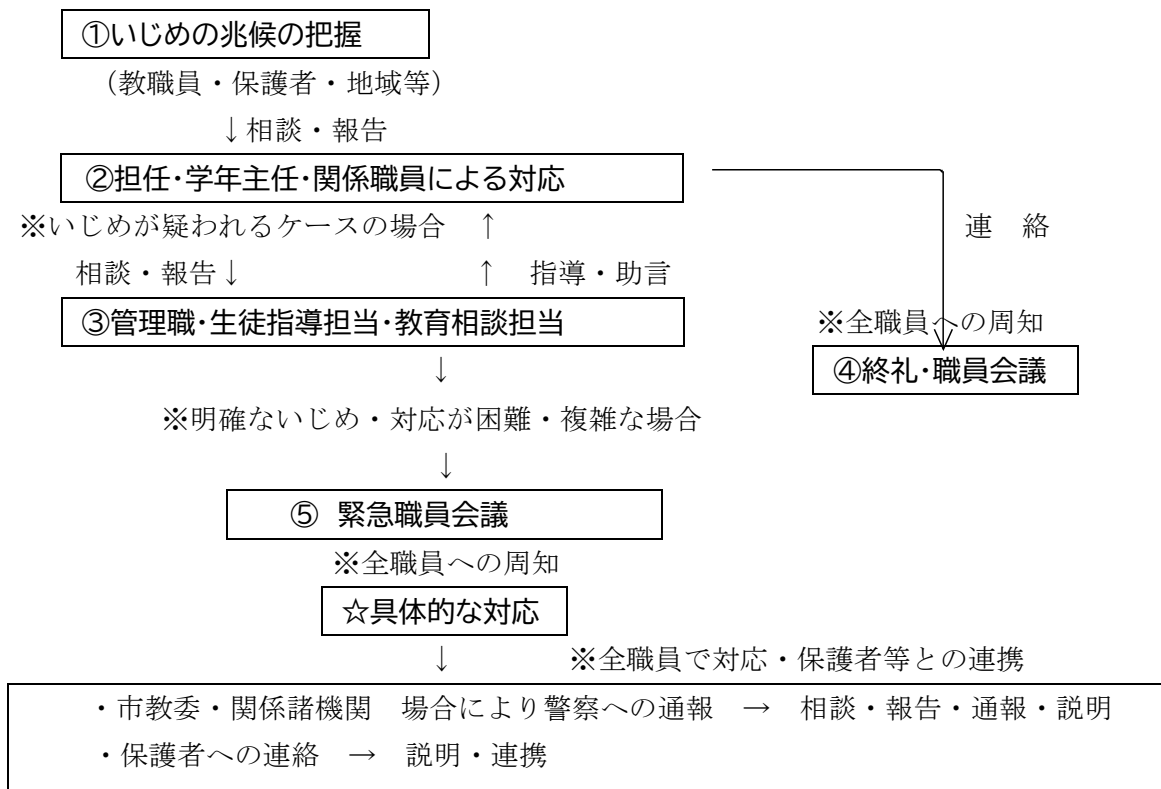 ①いじめの兆候の把握
（教職員・保護者・地域等）
↓相談・報告
②担任・学年主任・関係職員による対応
※いじめが疑われるケースの場合　↑
連　絡
相談・報告↓　↑　指導・助言
③管理職・生徒指導担当・教育相談担当
※全職員への周知
④終礼・職員会議
↓
※明確ないじめ・対応が困難・複雑な場合
↓
⑤ 緊急職員会議
※全職員への周知
☆具体的な対応
↓　※全職員で対応・保護者等との連携
・市教委・関係諸機関　場合により警察への通報　→　相談・報告・通報・説明
・保護者への連絡　→　説明・連携